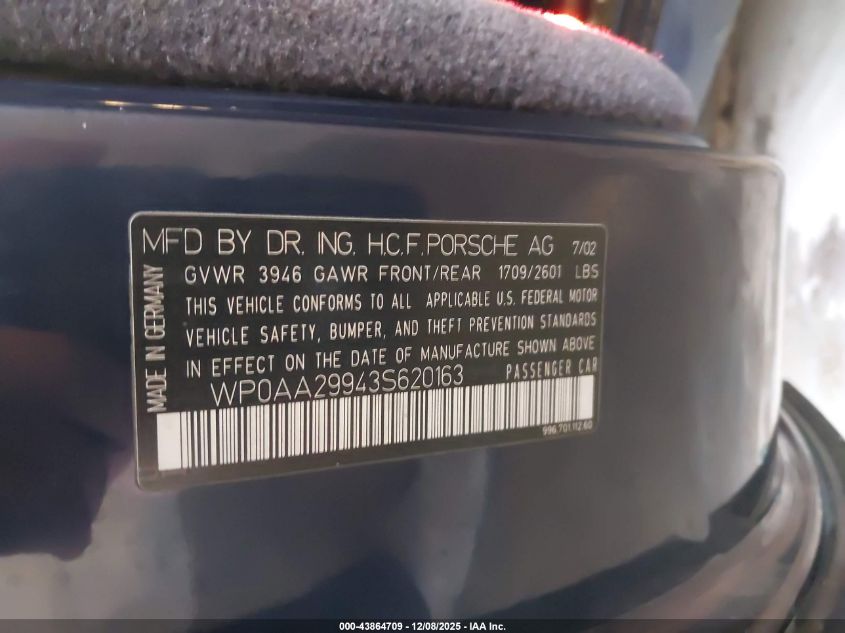 MFD BY DR. ING. H.C.F. PORSCHE AG 7/02
GVWR 3946 GAWR FRONT/REAR 1709/2601 LBS
THIS VEHICLE CONFORMS TO ALL APPLICABLE U.S. FEDERAL MOTOR
VEHICLE SAFETY, BUMPER, AND THEFT PREVENTION STANDARDS
IN EFFECT ON THE DATE OF MANUFACTURE SHOWN ABOVE
WP0AA29943S620163 PASSENGER CAR
996.701.112.60
MADE IN GERMANY
000-43864709 - 12/08/2025 - IAA Inc.